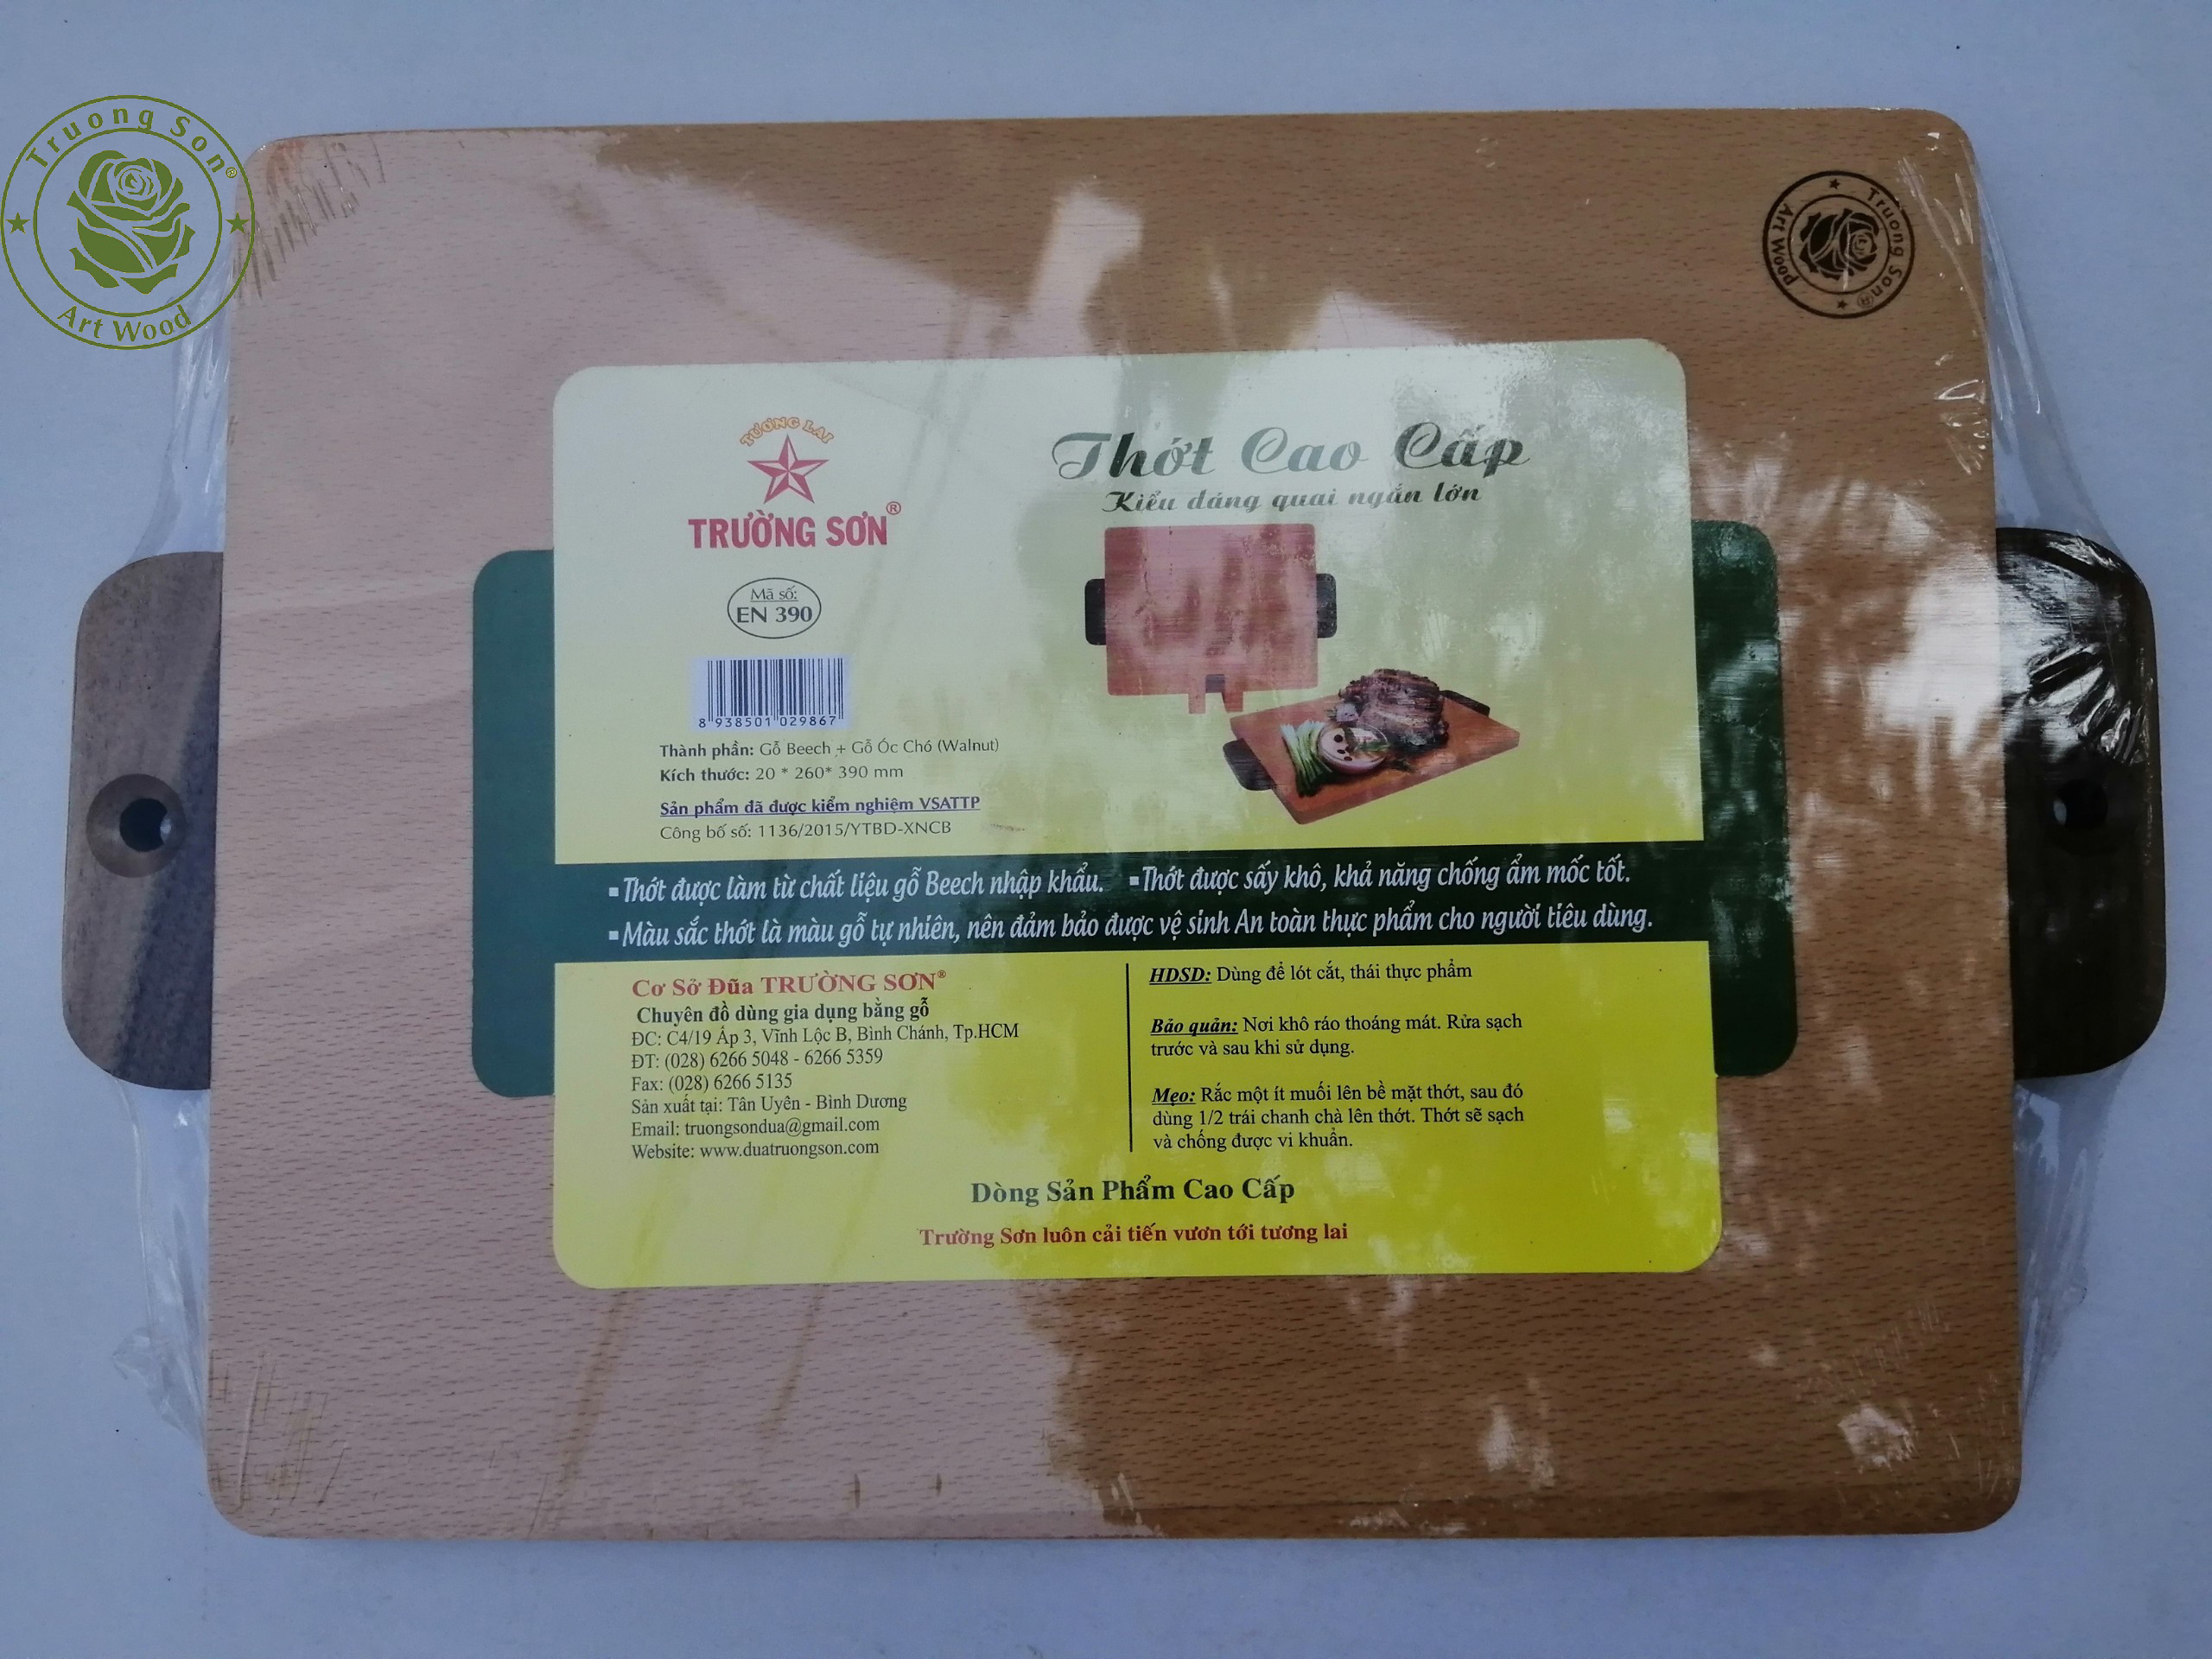 Truong Son®
Art Wood
Truong Son®
Art Wood
TƯƠNG LAI
TRƯỜNG SƠN®
Mã số:
EN 390
8 938501 029867
Thành phần: Gỗ Beech + Gỗ Óc Chó (Walnut)
Kích thước: 20 * 260* 390 mm
Sản phẩm đã được kiểm nghiệm VSATTP
Công bố số: 1136/2015/YTBD-XNCB
Thớt Cao Cấp
Kiểu dáng quai ngắn lớn
▪Thớt được làm từ chất liệu gỗ Beech nhập khẩu. ▪Thớt được sấy khô, khả năng chống ẩm mốc tốt.
▪Màu sắc thớt là màu gỗ tự nhiên, nên đảm bảo được vệ sinh An toàn thực phẩm cho người tiêu dùng.
Cơ Sở Đũa TRƯỜNG SƠN®
Chuyên đồ dùng gia dụng bằng gỗ
ĐC: C4/19 Ấp 3, Vĩnh Lộc B, Bình Chánh, Tp.HCM
ĐT: (028) 6266 5048 - 6266 5359
Fax: (028) 6266 5135
Sản xuất tại: Tân Uyên - Bình Dương
Email: truongsondua@gmail.com
Website: www.duatruongson.com
HDSD: Dùng để lót cắt, thái thực phẩm
Bảo quản: Nơi khô ráo thoáng mát. Rửa sạch
trước và sau khi sử dụng.
Mẹo: Rắc một ít muối lên bề mặt thớt, sau đó
dùng 1/2 trái chanh chà lên thớt. Thớt sẽ sạch
và chống được vi khuẩn.
Dòng Sản Phẩm Cao Cấp
Trường Sơn luôn cải tiến vươn tới tương lai